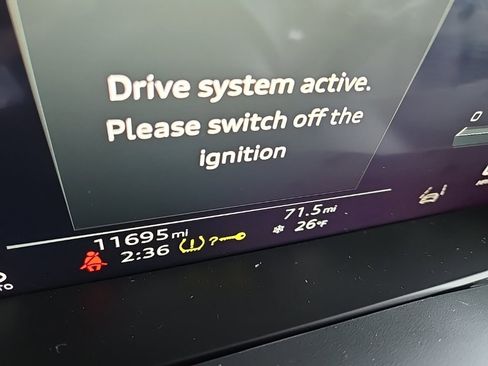 Drive system active.
Please switch off the
ignition
11695 mi
71.5 mi
2:36
?
26°F